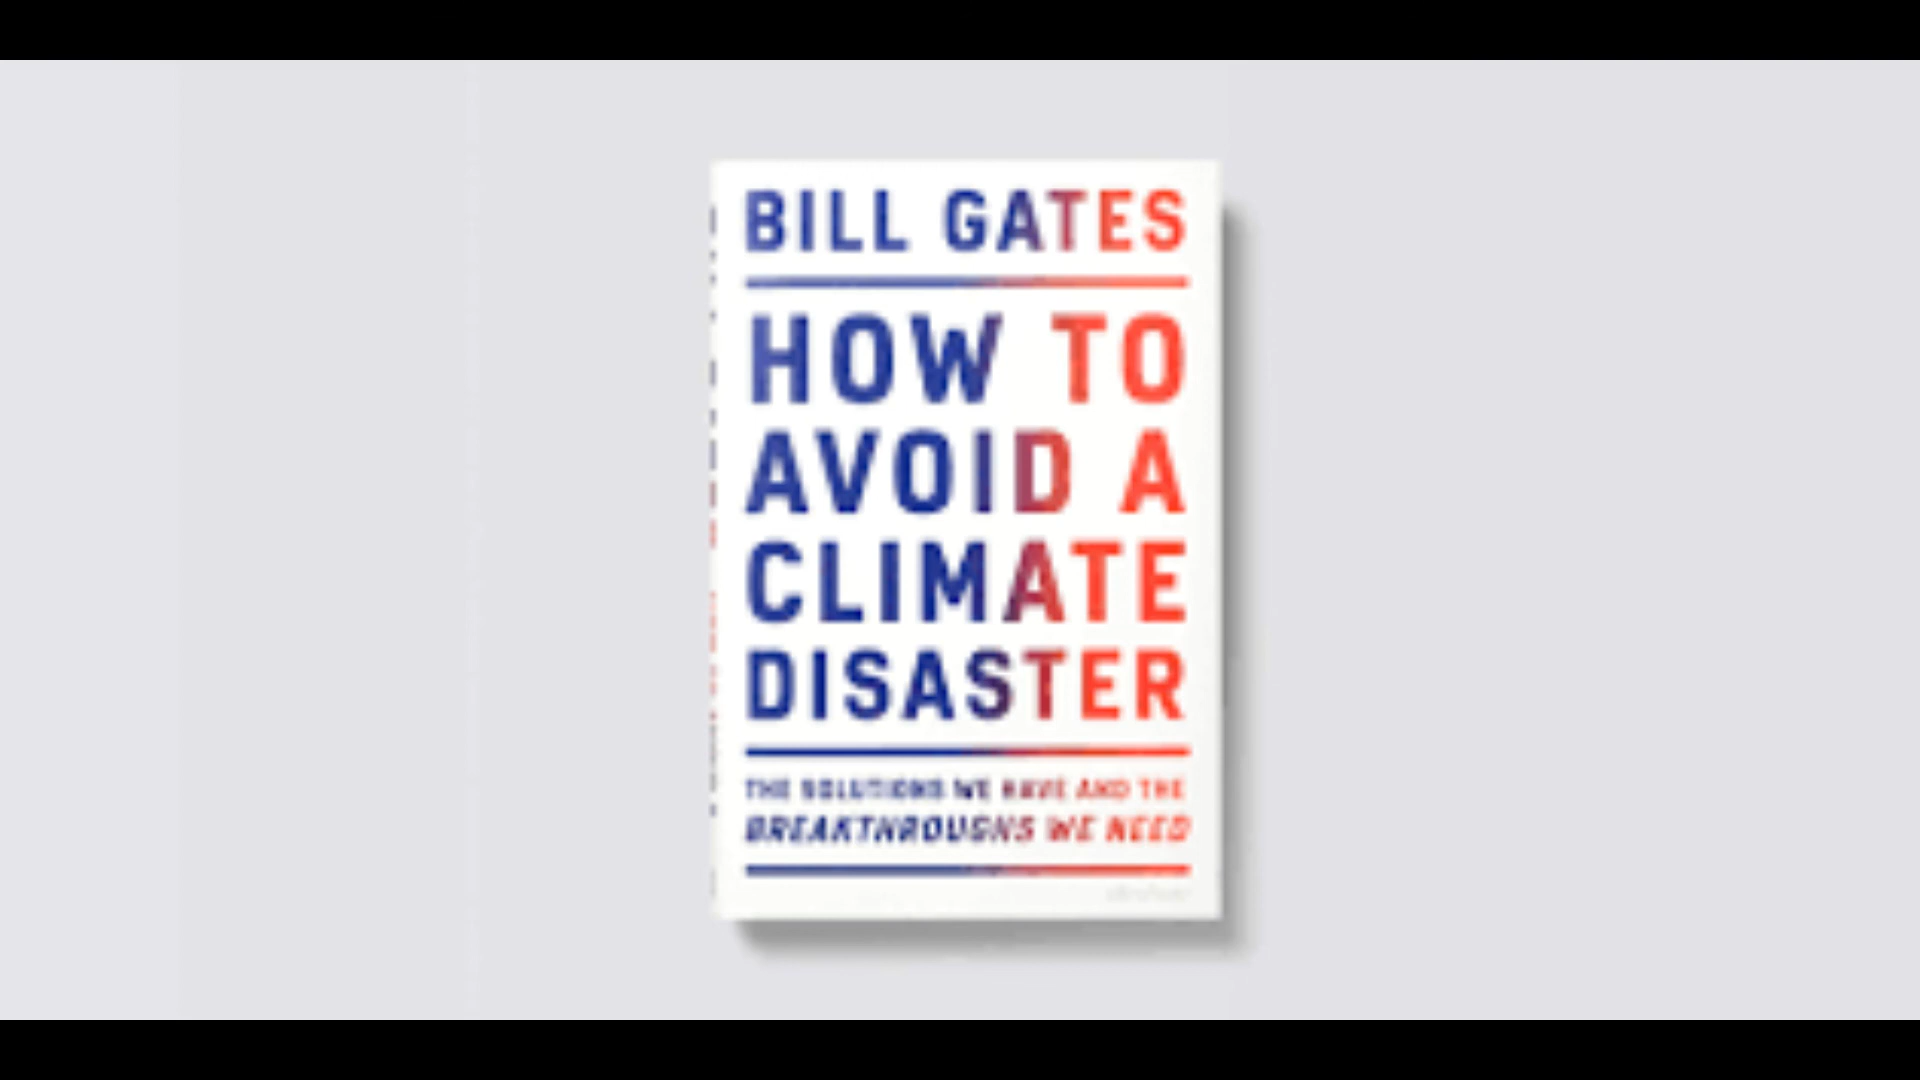 BILL GATES
HOW TO
AVOID A
CLIMATE
DISASTER
THE SOLUTIONS WE HAVE AND THE
BREAKTHROUGHS WE NEED